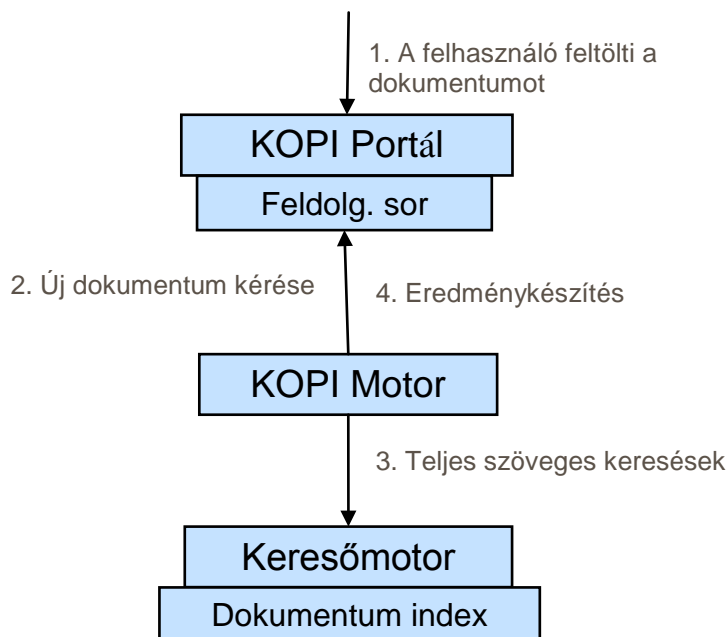 1. A felhasználó feltölti a
dokumentumot
KOPI Portál
Feldolg. sor
2. Új dokumentum kérése
4. Eredménykészítés
KOPI Motor
3. Teljes szöveges keresések
Keresőmotor
Dokumentum index